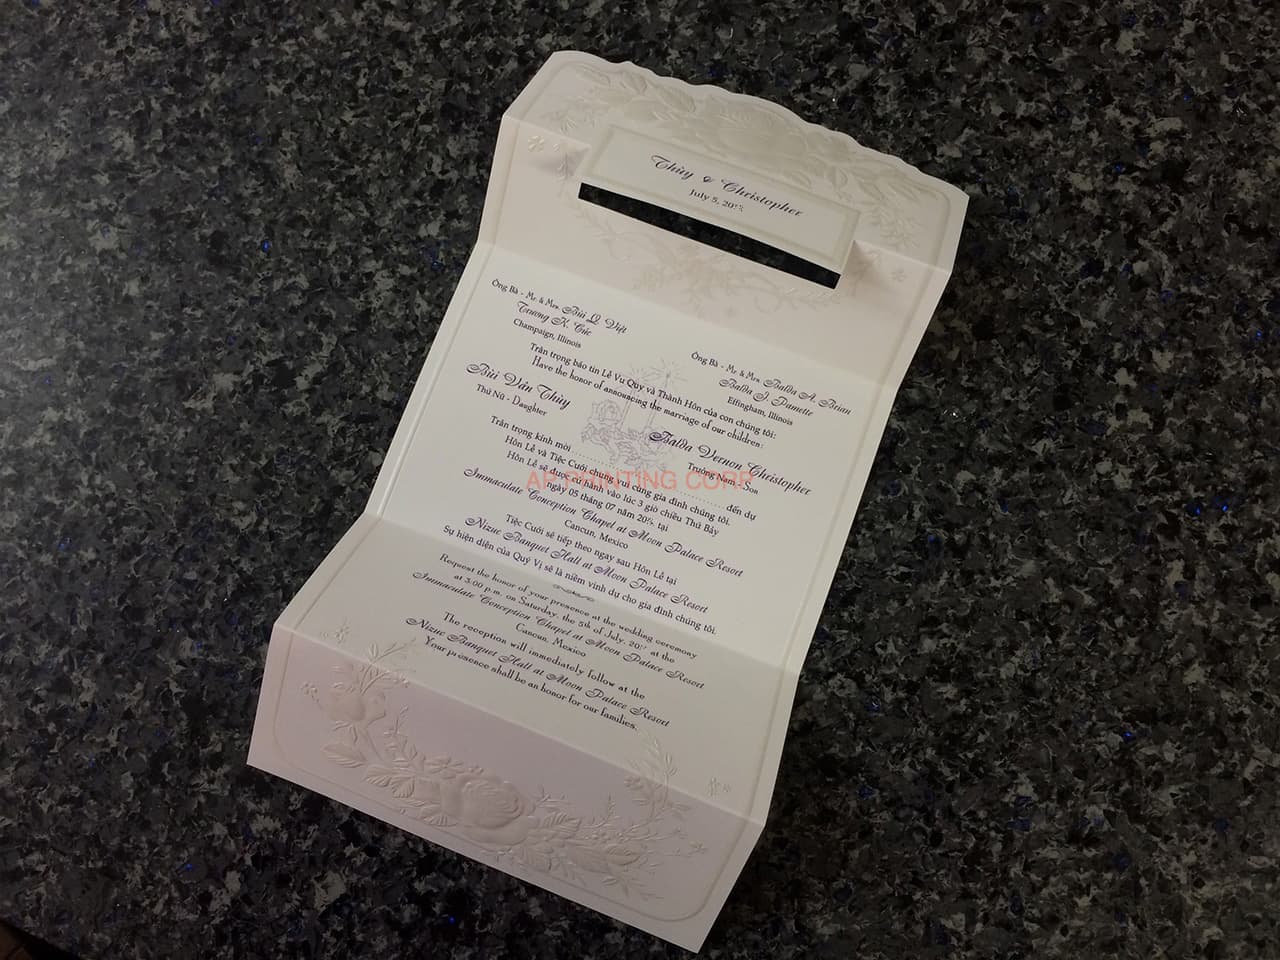 Thùy & Christopher
July 5, 20
Ông Bà - Mr. & Mrs. Bùi Q. Việt
Trương K. Cúc
Champaign, Illinois
Ông Bà - Mr. & Mrs. Balda A. Brian
Balda J. Pamette
Effingham, Illinois
Trân trọng báo tin Lễ Vu Quy và Thành Hôn của con chúng tôi:
Have the honor of announcing the marriage of our children:
Bùi Vân Thùy
Thứ Nữ - Daughter
Balda Vernon Christopher
Trưởng Nam - Son
Trân trọng kính mời ........................................ đến dự
Hôn Lễ và Tiệc Cưới chung vui cùng gia đình chúng tôi.
Hôn Lễ sẽ được cử hành vào lúc 3 giờ chiều Thứ Bảy
ngày 05 tháng 07 năm tại
Immaculate Conception Chapel at Moon Palace Resort
Cancun, Mexico
Tiệc Cưới sẽ tiếp theo ngay sau Hôn Lễ tại
Nizuc Banquet Hall at Moon Palace Resort
Sự hiện diện của Quý Vị sẽ là niềm vinh dự cho gia đình chúng tôi.
Request the honor of your presence at the wedding ceremony
at 3:00 p.m. on Saturday, the 5th of July, at the
Immaculate Conception Chapel at Moon Palace Resort
Cancun, Mexico
The reception will immediately follow at the
Nizuc Banquet Hall at Moon Palace Resort
Your presence shall be an honor for our families.
AP PRINTING CORP